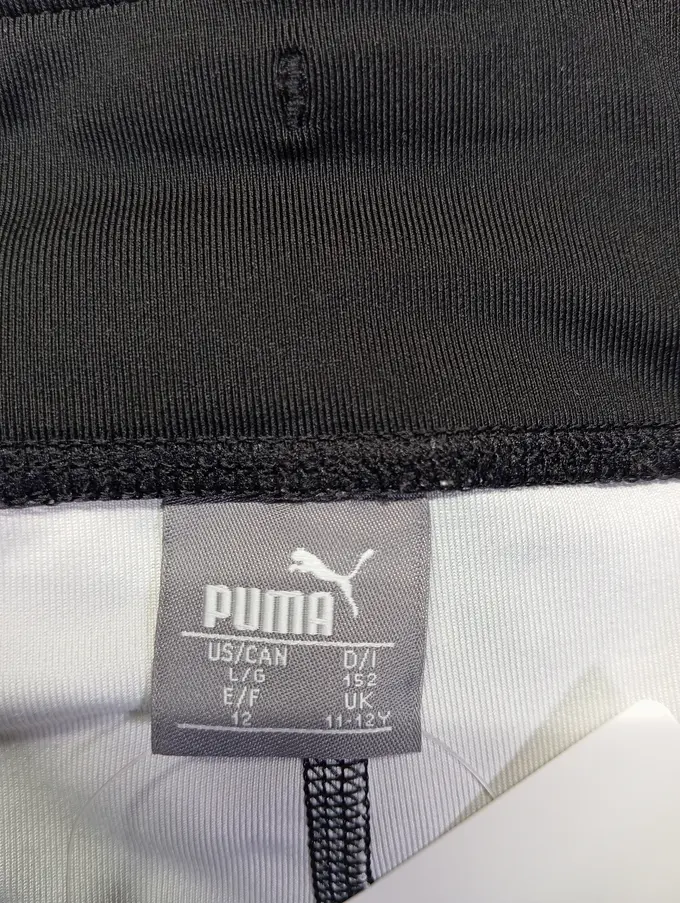 PUMA
US/CAN D/I
L/G 152
E/F UK
12 11-12Y